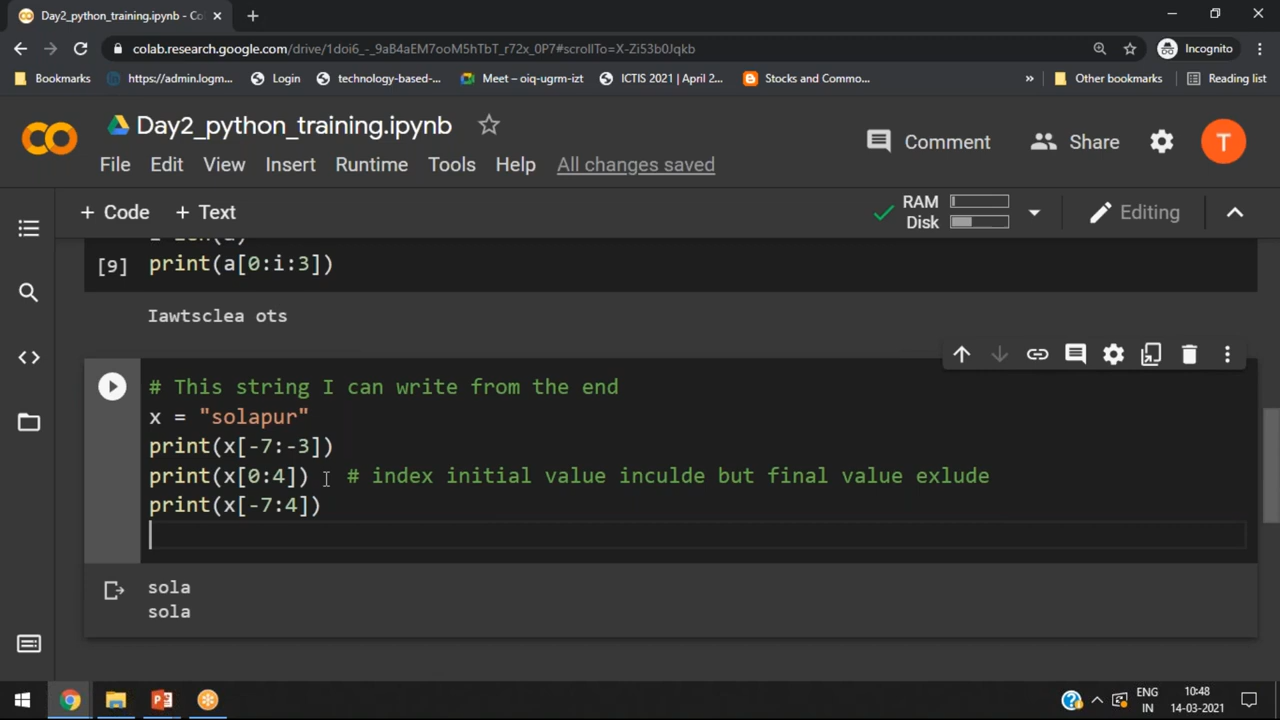 Day2_python_training.ipynb - Co
colab.research.google.com/drive/1doi6_-_9aB4aEM7ooM5hTbT_r72x_0P7#scrollTo=X-Zi53b0Jqkb
Incognito
Bookmarks
https://admin.logm...
Login
technology-based-...
Meet – oiq-ugrm-izt
ICTIS 2021 | April 2...
Stocks and Commo...
»
Other bookmarks
Reading list
Day2_python_training.ipynb
Comment
Share
T
File Edit View Insert Runtime Tools Help All changes saved
+ Code + Text
RAM
Disk
Editing
[9]
print(a[0:i:3])
Iawtsclea ots
# This string I can write from the end
x = "solapur"
print(x[-7:-3])
print(x[0:4]) # index initial value inculde but final value exlude
print(x[-7:4])
sola
sola
ENG
IN
10:48
14-03-2021